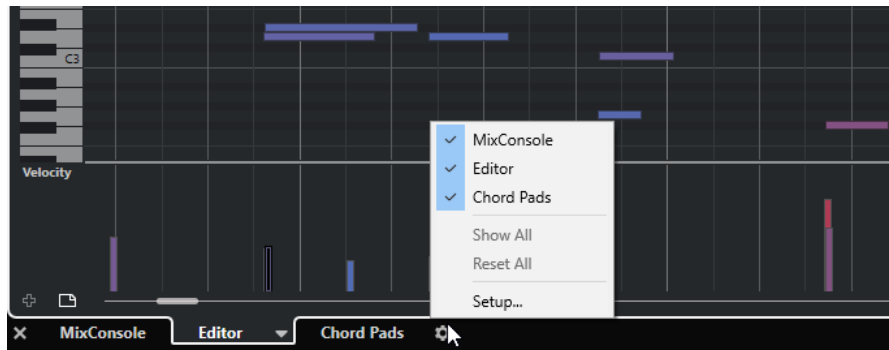 C3
MixConsole
Editor
Chord Pads
Show All
Reset All
Setup...
Velocity
MixConsole Editor Chord Pads